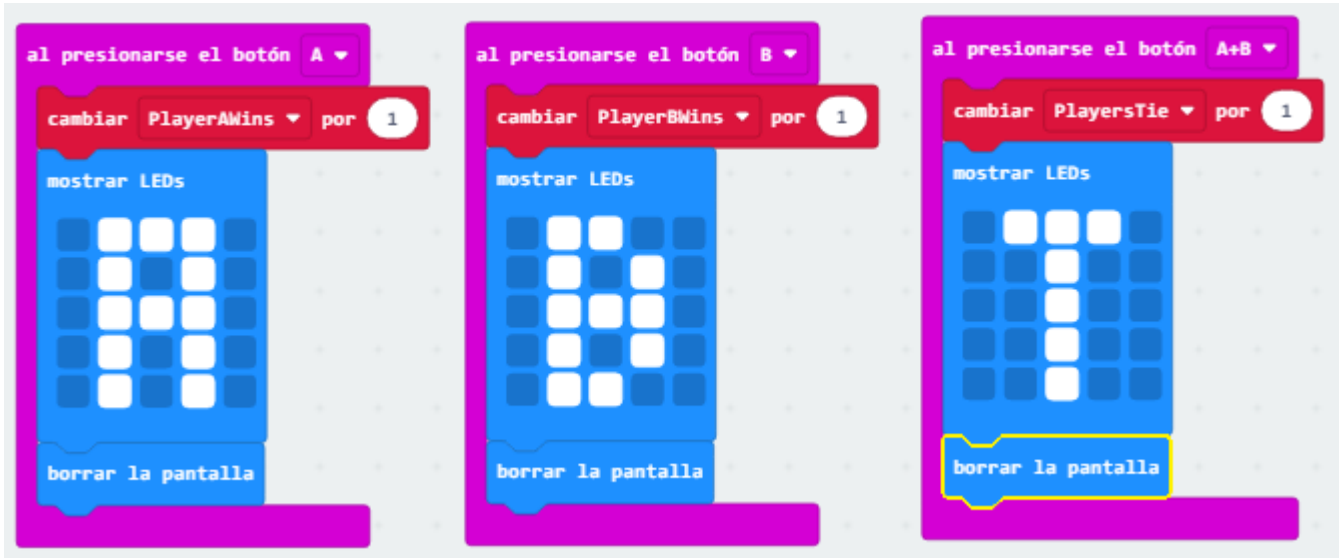 al presionarse el botón A
cambiar PlayerAWins por 1
mostrar LEDs
borrar la pantalla
al presionarse el botón B
cambiar PlayerBWins por 1
mostrar LEDs
borrar la pantalla
al presionarse el botón A+B
cambiar PlayersTie por 1
mostrar LEDs
borrar la pantalla